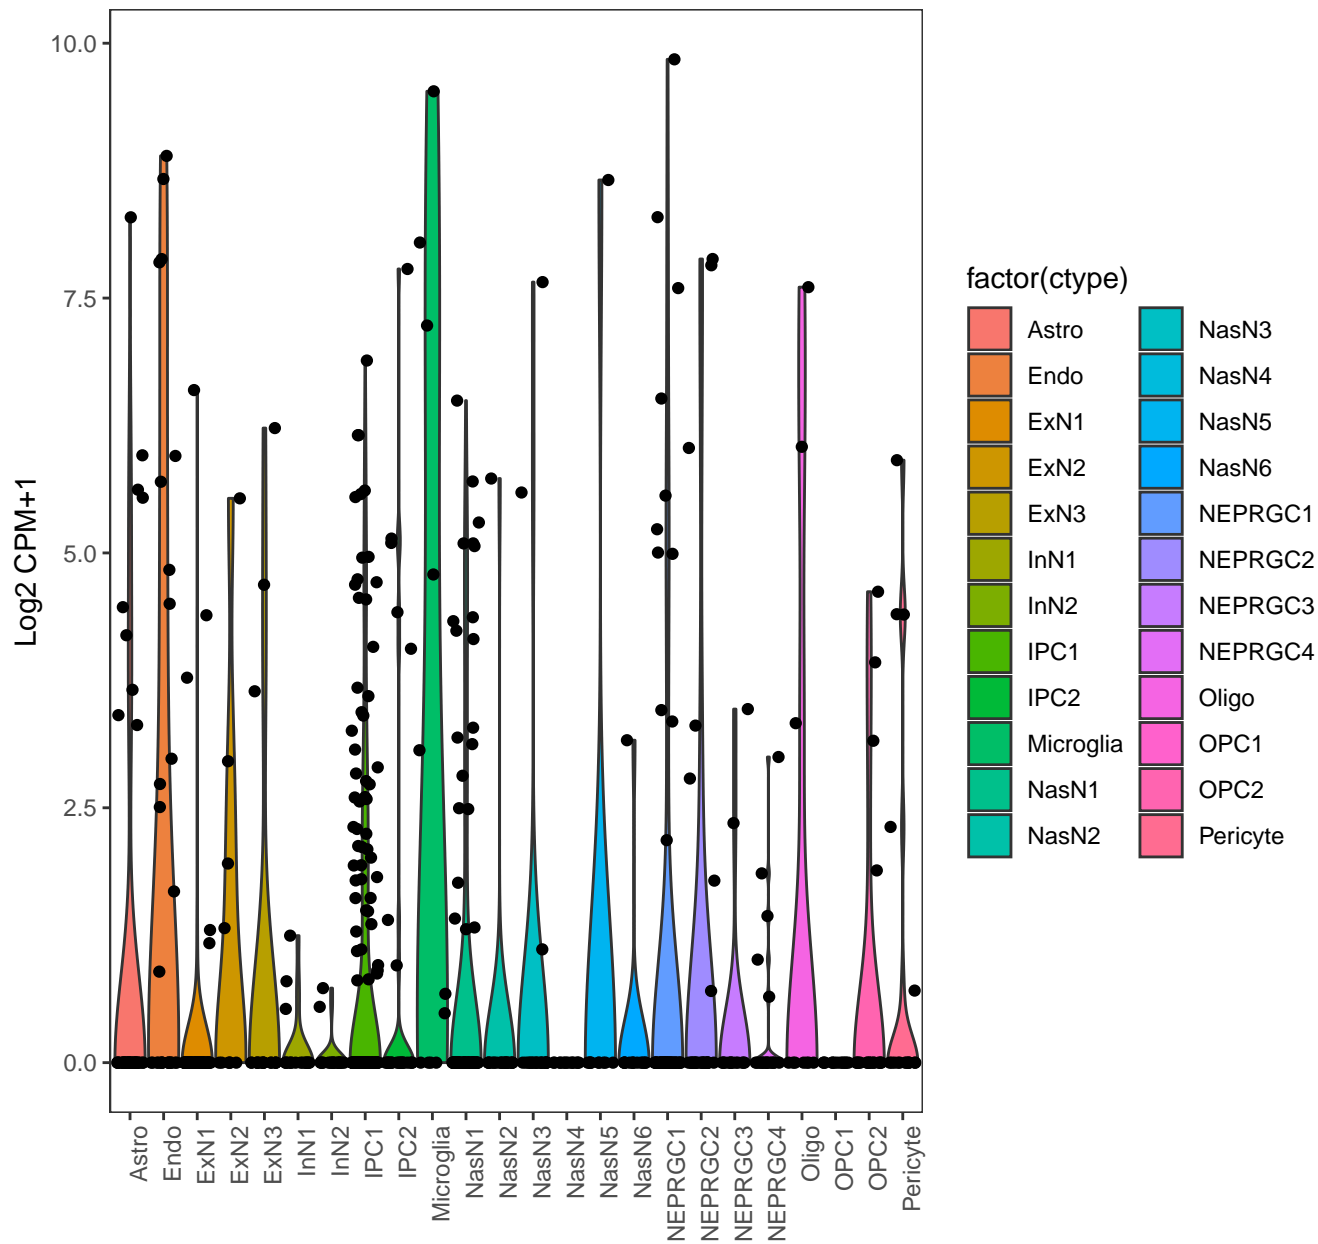 10.0
7.5
5.0
2.5
0.0
Log2 CPM+1
Astro
Endo
ExN1
ExN2
ExN3
InN1
InN2
IPC1
IPC2
Microglia
NasN1
NasN2
NasN3
NasN4
NasN5
NasN6
NEPRGC1
NEPRGC2
NEPRGC3
NEPRGC4
Oligo
OPC1
OPC2
Pericyte
factor(ctype)
Astro
Endo
ExN1
ExN2
ExN3
InN1
InN2
IPC1
IPC2
Microglia
NasN1
NasN2
NasN3
NasN4
NasN5
NasN6
NEPRGC1
NEPRGC2
NEPRGC3
NEPRGC4
Oligo
OPC1
OPC2
Pericyte